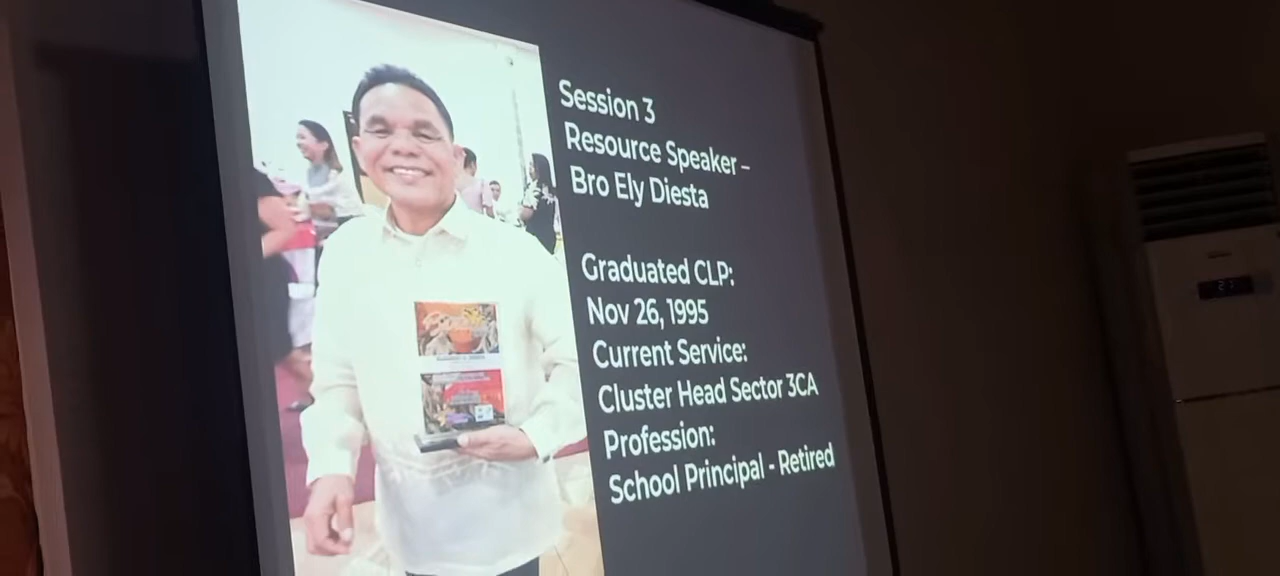 Session 3
Resource Speaker –
Bro Ely Diesta
Graduated CLP:
Nov 26, 1995
Current Service:
Cluster Head Sector 3CA
Profession:
School Principal - Retired
21